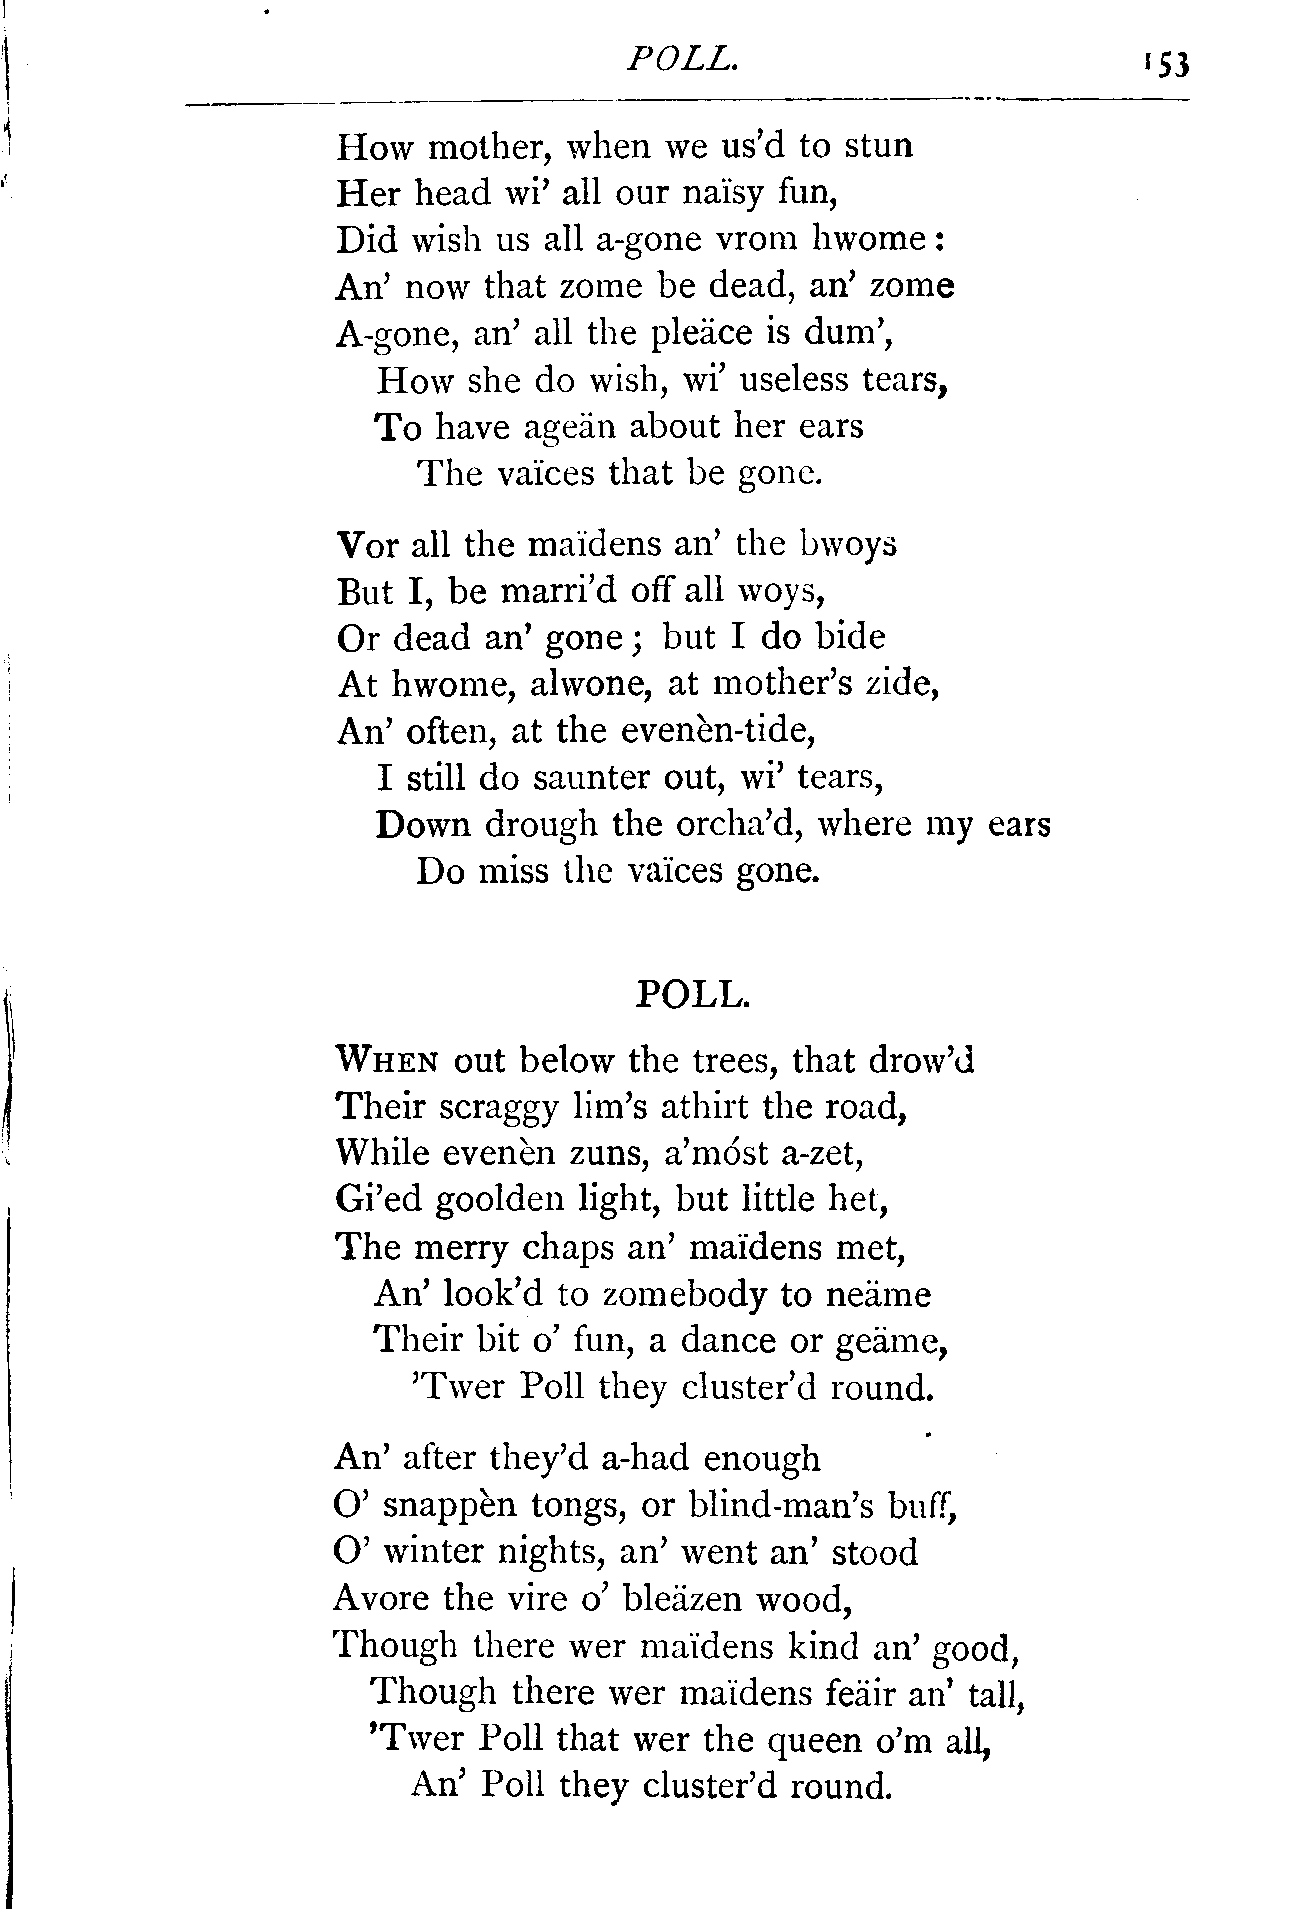 POLL. 153
How mother, when we us'd to stun
Her head wi' all our naïsy fun,
Did wish us all a-gone vrom hwome:
An' now that zome be dead, an' zome
A-gone, an' all the pleäce is dum',
How she do wish, wi' useless tears,
To have ageän about her ears
The vaïces that be gone.
Vor all the maïdens an' the bwoys
But I, be marri'd off all woys,
Or dead an' gone; but I do bide
At hwome, alwone, at mother's zide,
An' often, at the evenèn-tide,
I still do saunter out, wi' tears,
Down drough the orcha'd, where my ears
Do miss the vaïces gone.
POLL.
WHEN out below the trees, that drow'd
Their scraggy lim's athirt the road,
While evenèn zuns, a'móst a-zet,
Gi'ed goolden light, but little het,
The merry chaps an' maïdens met,
An' look'd to zomebody to neäme
Their bit o' fun, a dance or geäme,
'Twer Poll they cluster'd round.
An' after they'd a-had enough
O' snappèn tongs, or blind-man's buff,
O' winter nights, an' went an' stood
Avore the vire o' bleäzen wood,
Though there wer maïdens kind an' good,
Though there wer maïdens feäir an' tall,
'Twer Poll that wer the queen o'm all,
An' Poll they cluster'd round.